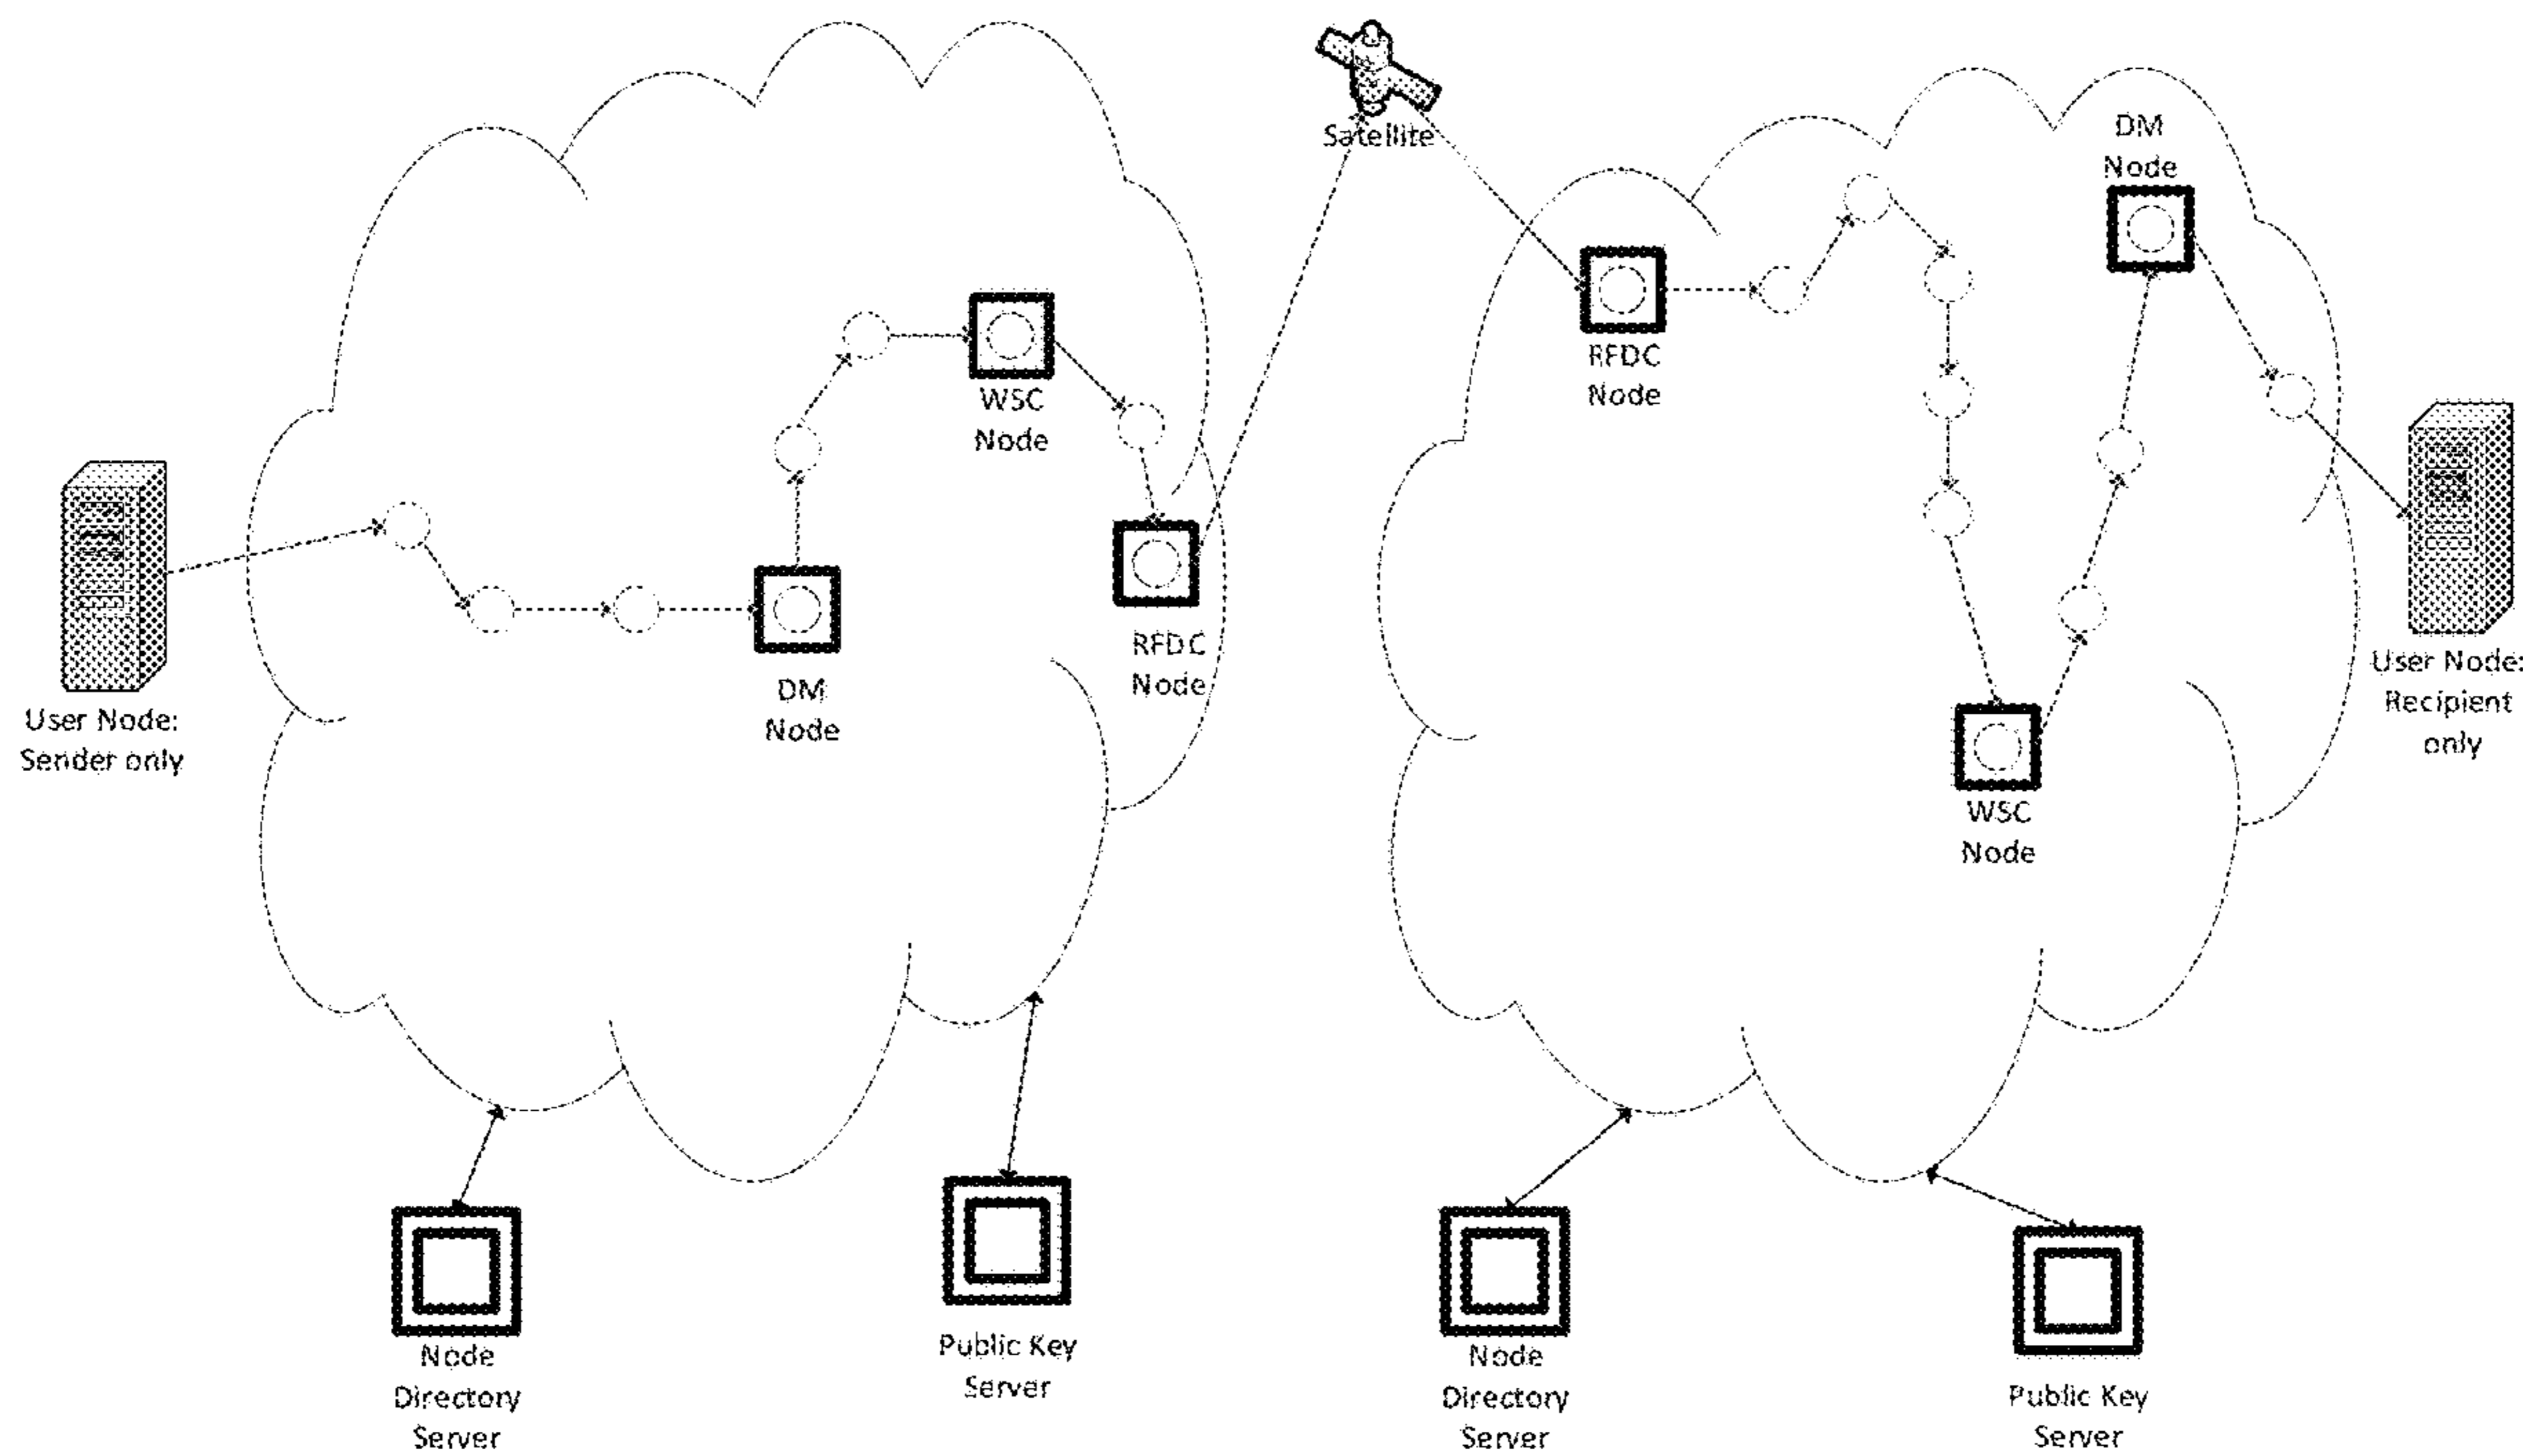 Satellite
DM
Node
RFDC
Node
WSC
Node
RFDC
Node
DM
Node
User Node:
Sender only
User Node:
Recipient
only
WSC
Node
Node
Directory
Server
Public Key
Server
Node
Directory
Server
Public Key
Server